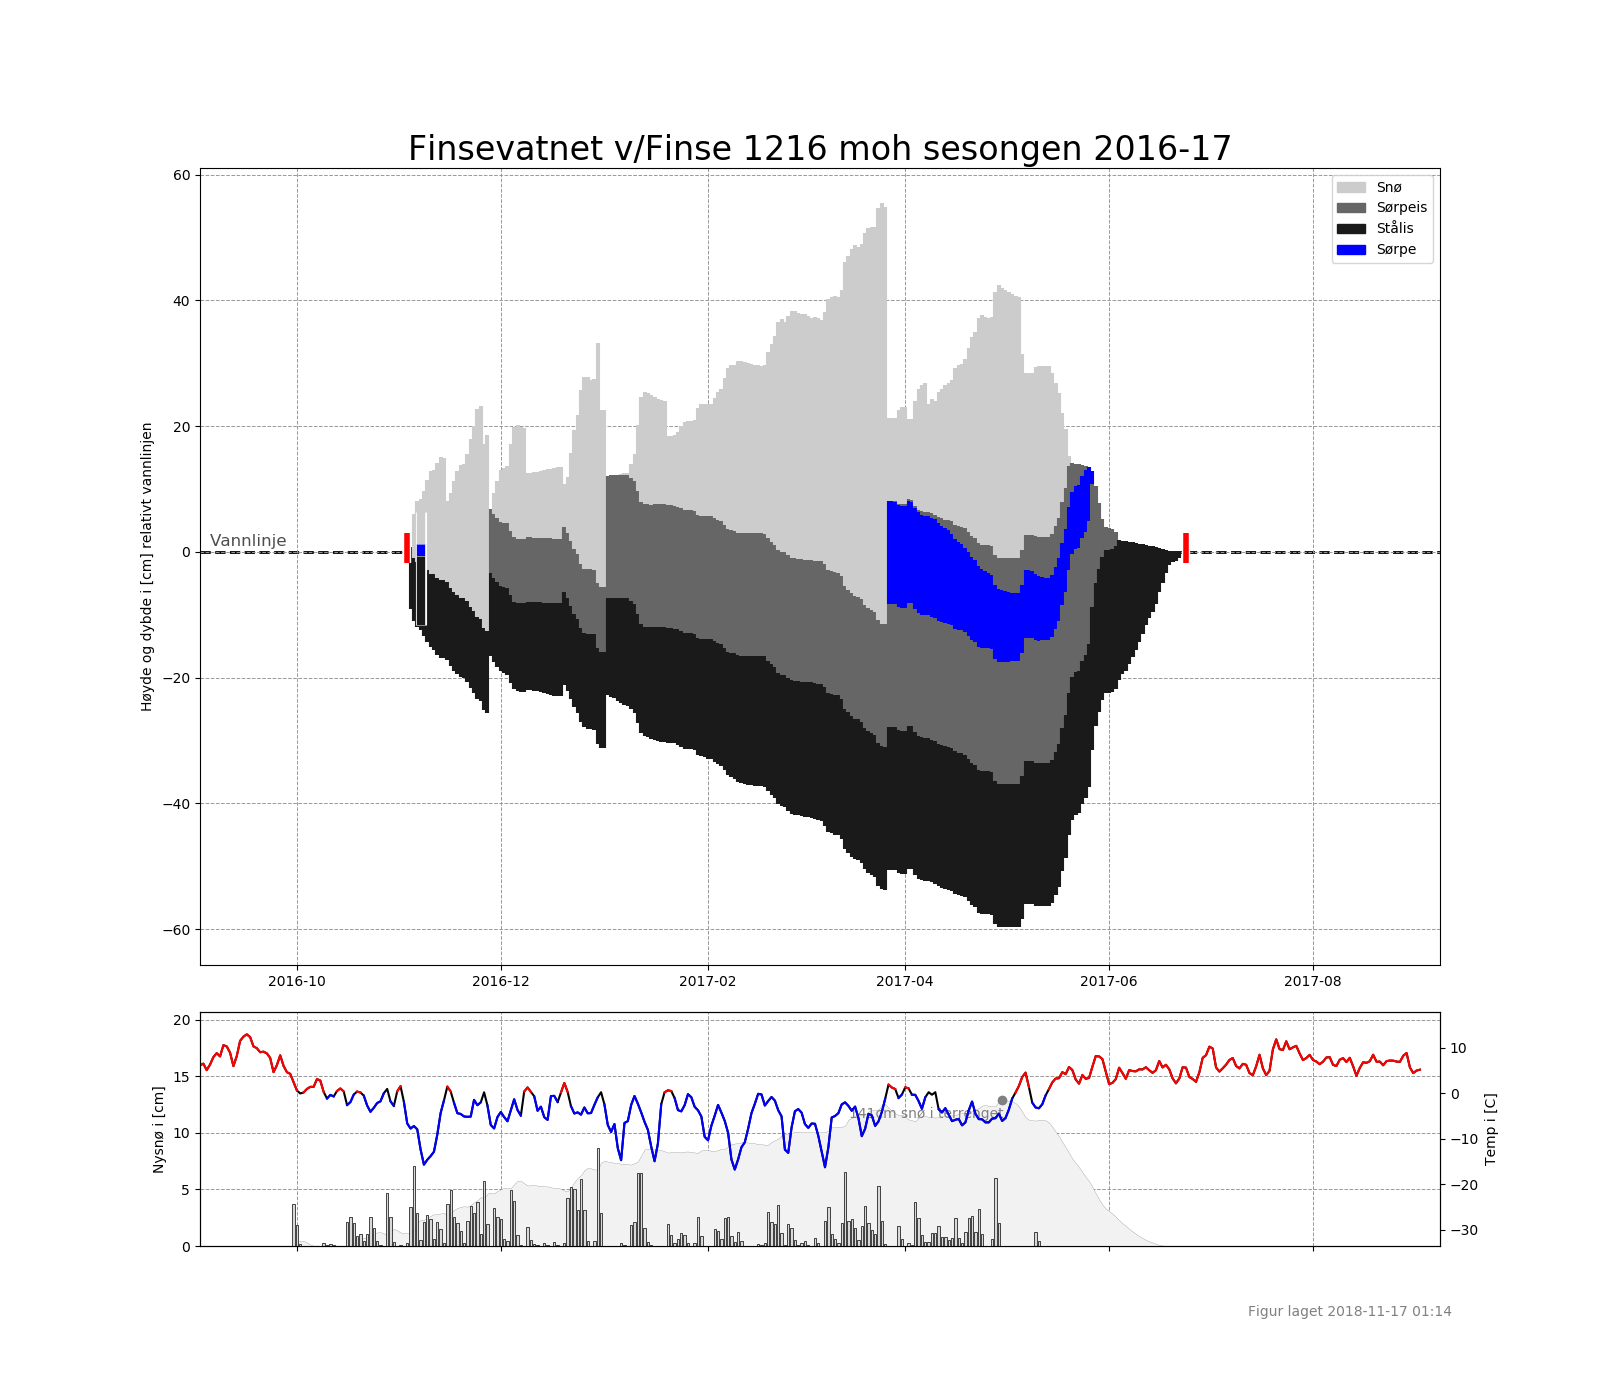 Finsevatnet v/Finse 1216 moh sesongen 2016-17
Høyde og dybde i [cm] relativt vannlinjen
60
40
20
0
−20
−40
−60
Vannlinje
Snø
Sørpeis
Stålis
Sørpe
2016-10
2016-12
2017-02
2017-04
2017-06
2017-08
Nysnø i [cm]
20
15
10
5
0
141cm snø i terrenget
10
0
−10
−20
−30
Temp i [C]
Figur laget 2018-11-17 01:14